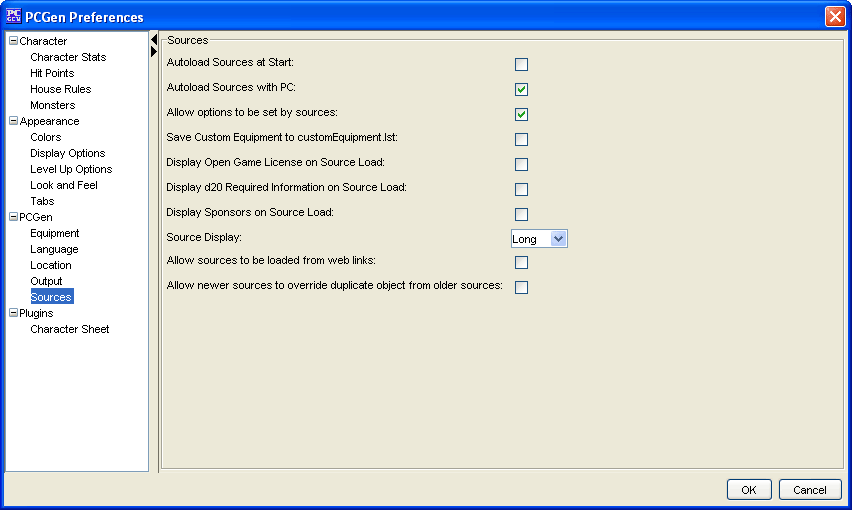 PC GEN PCGen Preferences
Character
Character Stats
Hit Points
House Rules
Monsters
Appearance
Colors
Display Options
Level Up Options
Look and Feel
Tabs
PCGen
Equipment
Language
Location
Output
Sources
Plugins
Character Sheet
Sources
Autoload Sources at Start:
Autoload Sources with PC:
Allow options to be set by sources:
Save Custom Equipment to customEquipment.lst:
Display Open Game License on Source Load:
Display d20 Required Information on Source Load:
Display Sponsors on Source Load:
Source Display: Long
Allow sources to be loaded from web links:
Allow newer sources to override duplicate object from older sources:
OK Cancel